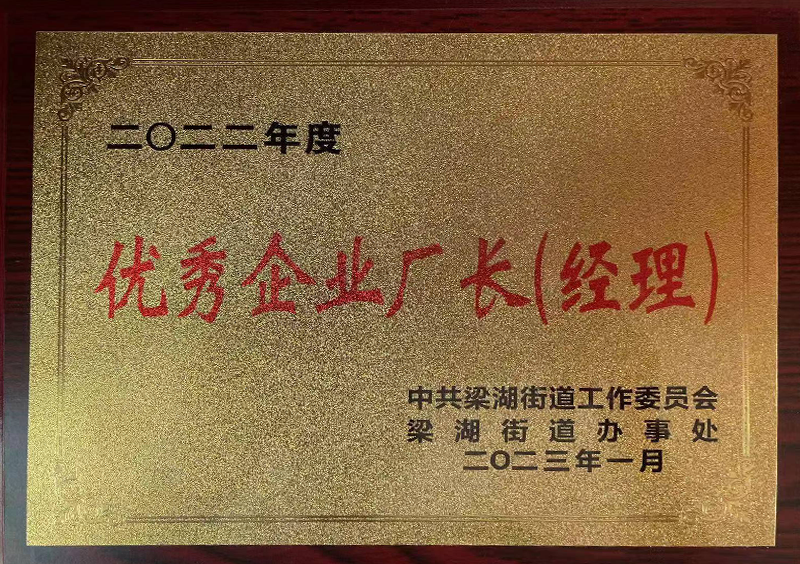 二〇二二年度
优秀企业厂长(经理)
中共梁湖街道工作委员会
梁湖街道办事处
二〇二三年一月